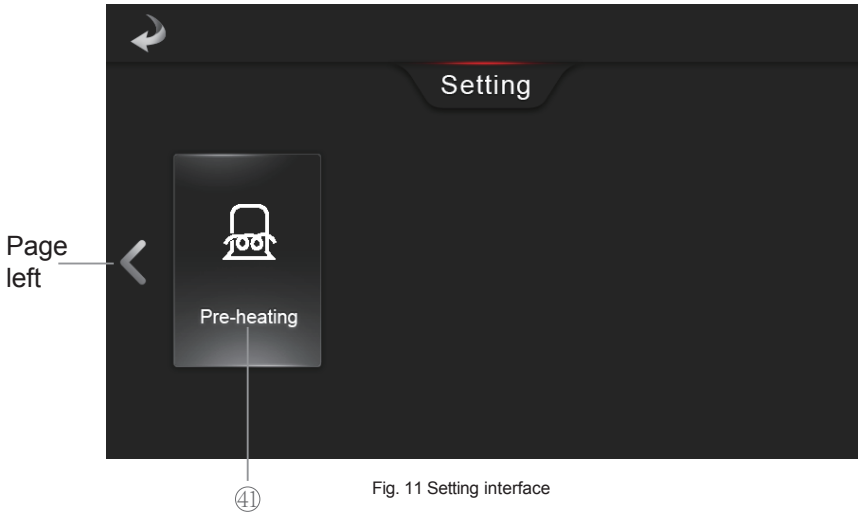 Setting
Page
left
Pre-heating
㊶
Fig. 11 Setting interface